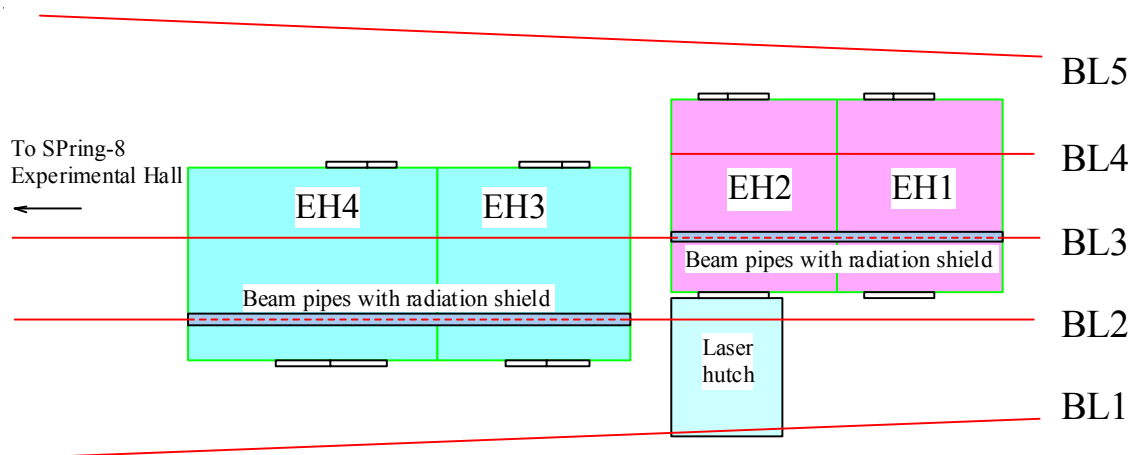 BL5
To SPring-8
Experimental Hall
BL4
EH4
EH3
EH2
EH1
BL3
Beam pipes with radiation shield
Beam pipes with radiation shield
BL2
Laser
hutch
BL1